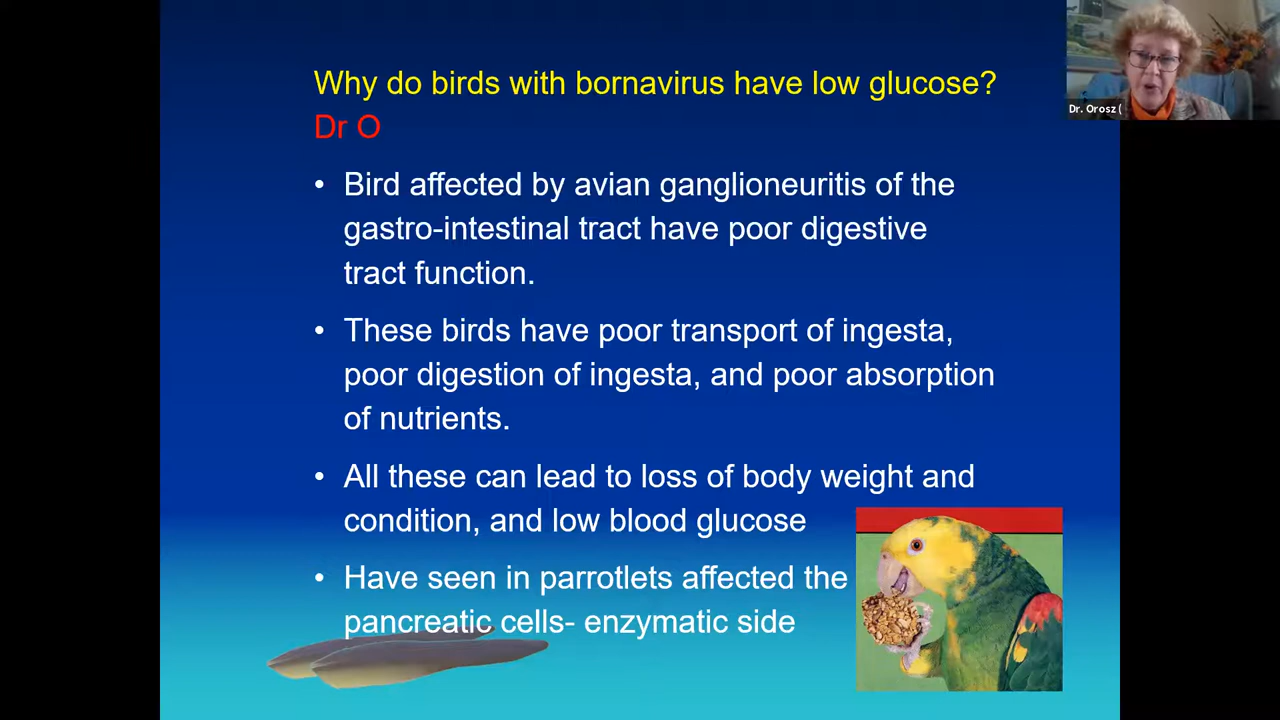 Why do birds with bornavirus have low glucose?
Dr O
• Bird affected by avian ganglioneuritis of the
gastro-intestinal tract have poor digestive
tract function.
• These birds have poor transport of ingesta,
poor digestion of ingesta, and poor absorption
of nutrients.
• All these can lead to loss of body weight and
condition, and low blood glucose
• Have seen in parrotlets affected the
pancreatic cells- enzymatic side
Dr. Orosz (